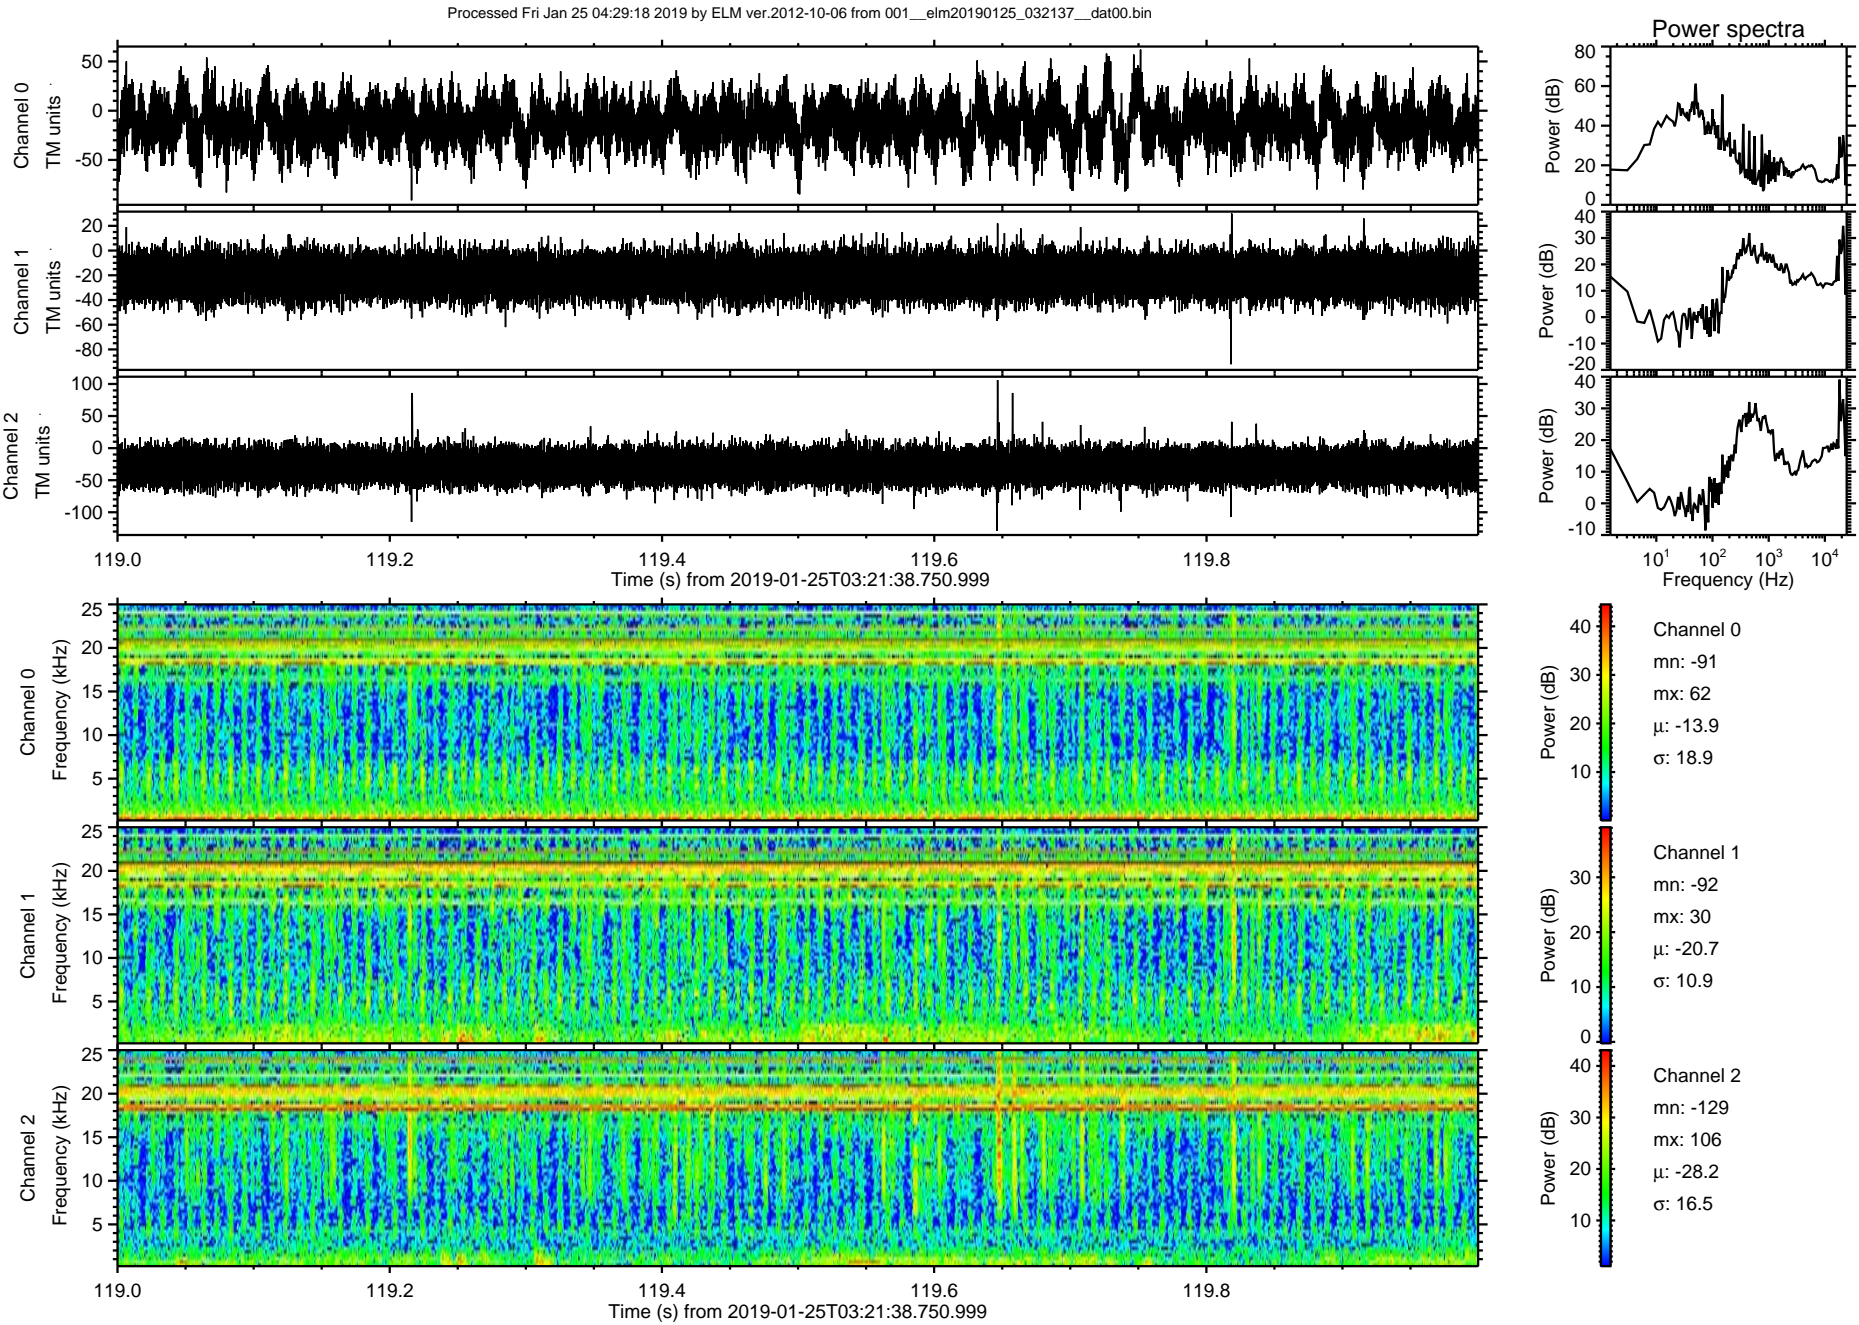 Processed Fri Jan 25 04:29:18 2019 by ELM ver.2012-10-06 from 001__elm20190125_032137__dat00.bin
Power spectra
Channel 0
TM units
50
0
-50
Power (dB)
80
60
40
20
0
Channel 1
TM units
20
0
-20
-40
-60
-80
Power (dB)
40
30
20
10
0
-10
-20
Channel 2
TM units
100
50
0
-50
-100
Power (dB)
40
30
20
10
0
-10
119.0 119.2 119.4 119.6 119.8
Time (s) from 2019-01-25T03:21:38.750.999
10^1 10^2 10^3 10^4
Frequency (Hz)
Channel 0
Frequency (kHz)
25
20
15
10
5
Power (dB)
40
30
20
10
Channel 0
mn: -91
mx: 62
μ: -13.9
σ: 18.9
Channel 1
Frequency (kHz)
25
20
15
10
5
Power (dB)
30
20
10
0
Channel 1
mn: -92
mx: 30
μ: -20.7
σ: 10.9
Channel 2
Frequency (kHz)
25
20
15
10
5
Power (dB)
40
30
20
10
Channel 2
mn: -129
mx: 106
μ: -28.2
σ: 16.5
119.0 119.2 119.4 119.6 119.8
Time (s) from 2019-01-25T03:21:38.750.999